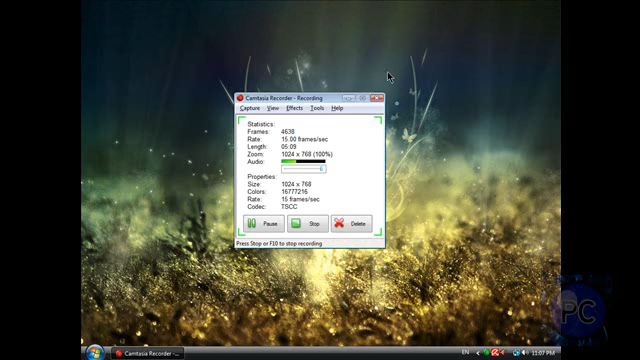 Camtasia Recorder - Recording
Capture View Effects Tools Help
Statistics:
Frames: 4638
Rate: 15.00 frames/sec
Length: 05:09
Zoom: 1024 x 768 (100%)
Audio:
Properties:
Size: 1024 x 768
Colors: 16777216
Rate: 15 frames/sec
Codec: TSCC
Pause Stop Delete
Press Stop or F10 to stop recording
PC
Camtasia Recorder - ...
EN
11:07 PM